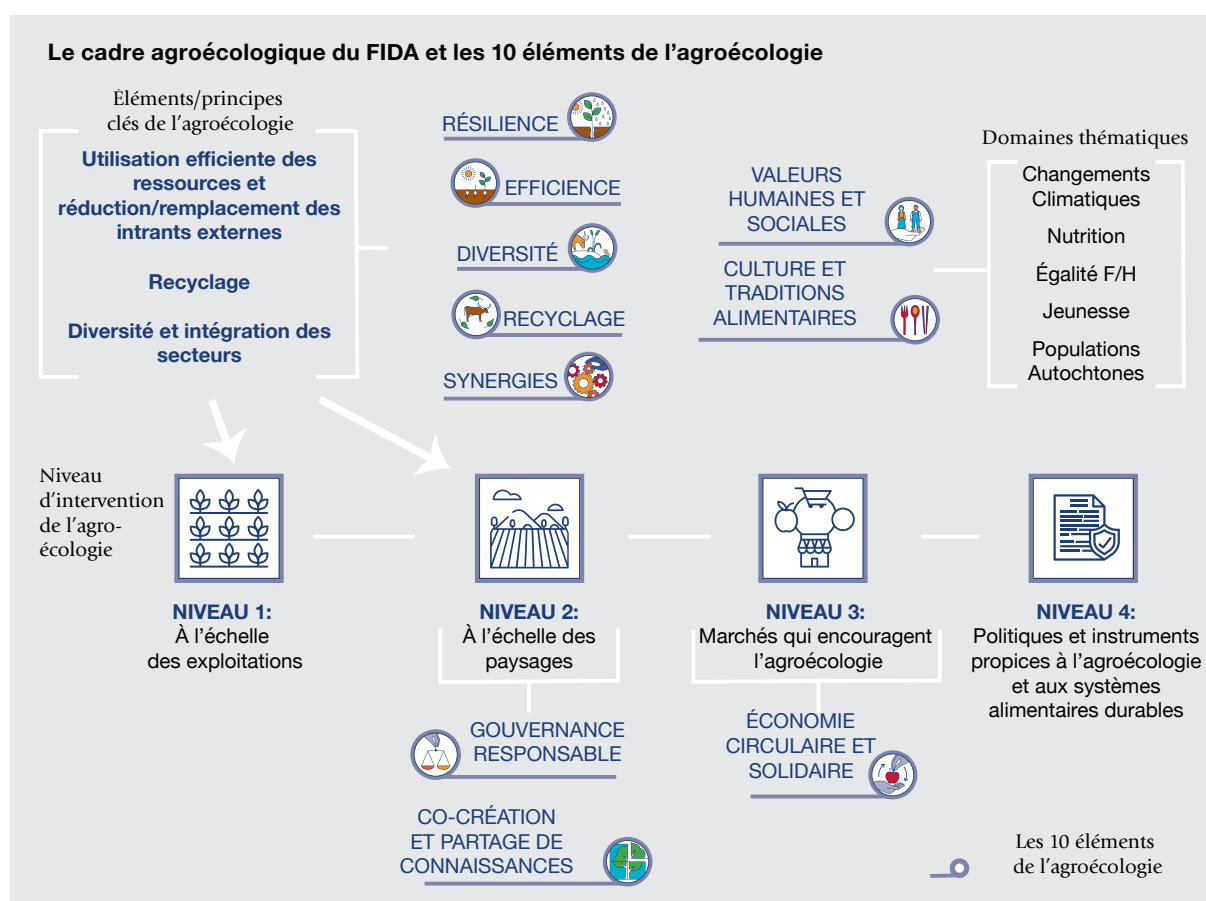 Le cadre agroécologique du FIDA et les 10 éléments de l'agroécologie
Éléments/principes
clés de l'agroécologie
Utilisation efficiente des
ressources et
réduction/remplacement des
intrants externes
Recyclage
Diversité et intégration des
secteurs
RÉSILIENCE
EFFICIENCE
DIVERSITÉ
RECYCLAGE
SYNERGIES
VALEURS
HUMAINES ET
SOCIALES
CULTURE ET
TRADITIONS
ALIMENTAIRES
Domaines thématiques
Changements
Climatiques
Nutrition
Égalité F/H
Jeunesse
Populations
Autochtones
Niveau
d'intervention
de l'agro-
écologie
NIVEAU 1:
À l'échelle
des exploitations
NIVEAU 2:
À l'échelle des
paysages
NIVEAU 3:
Marchés qui encouragent
l'agroécologie
NIVEAU 4:
Politiques et instruments
propices à l'agroécologie
et aux systèmes
alimentaires durables
GOUVERNANCE
RESPONSABLE
CO-CRÉATION
ET PARTAGE DE
CONNAISSANCES
ÉCONOMIE
CIRCULAIRE ET
SOLIDAIRE
Les 10 éléments
de l'agroécologie